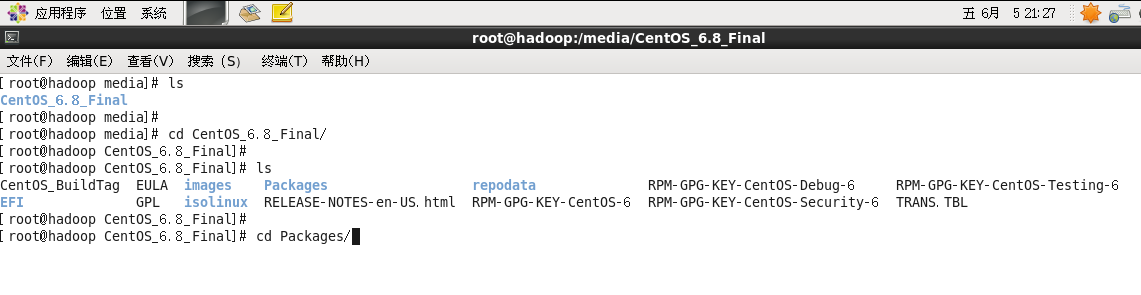 应用程序 位置 系统 五 6月 5 21:27
root@hadoop:/media/CentOS_6.8_Final
文件(F) 编辑(E) 查看(V) 搜索 (S) 终端(T) 帮助(H)
[root@hadoop media]# ls
CentOS_6.8_Final
[root@hadoop media]#
[root@hadoop media]# cd CentOS_6.8_Final/
[root@hadoop CentOS_6.8_Final]#
[root@hadoop CentOS_6.8_Final]# ls
CentOS_BuildTag EULA images Packages repodata RPM-GPG-KEY-CentOS-Debug-6 RPM-GPG-KEY-CentOS-Testing-6
EFI GPL isolinux RELEASE-NOTES-en-US.html RPM-GPG-KEY-CentOS-6 RPM-GPG-KEY-CentOS-Security-6 TRANS.TBL
[root@hadoop CentOS_6.8_Final]#
[root@hadoop CentOS_6.8_Final]# cd Packages/